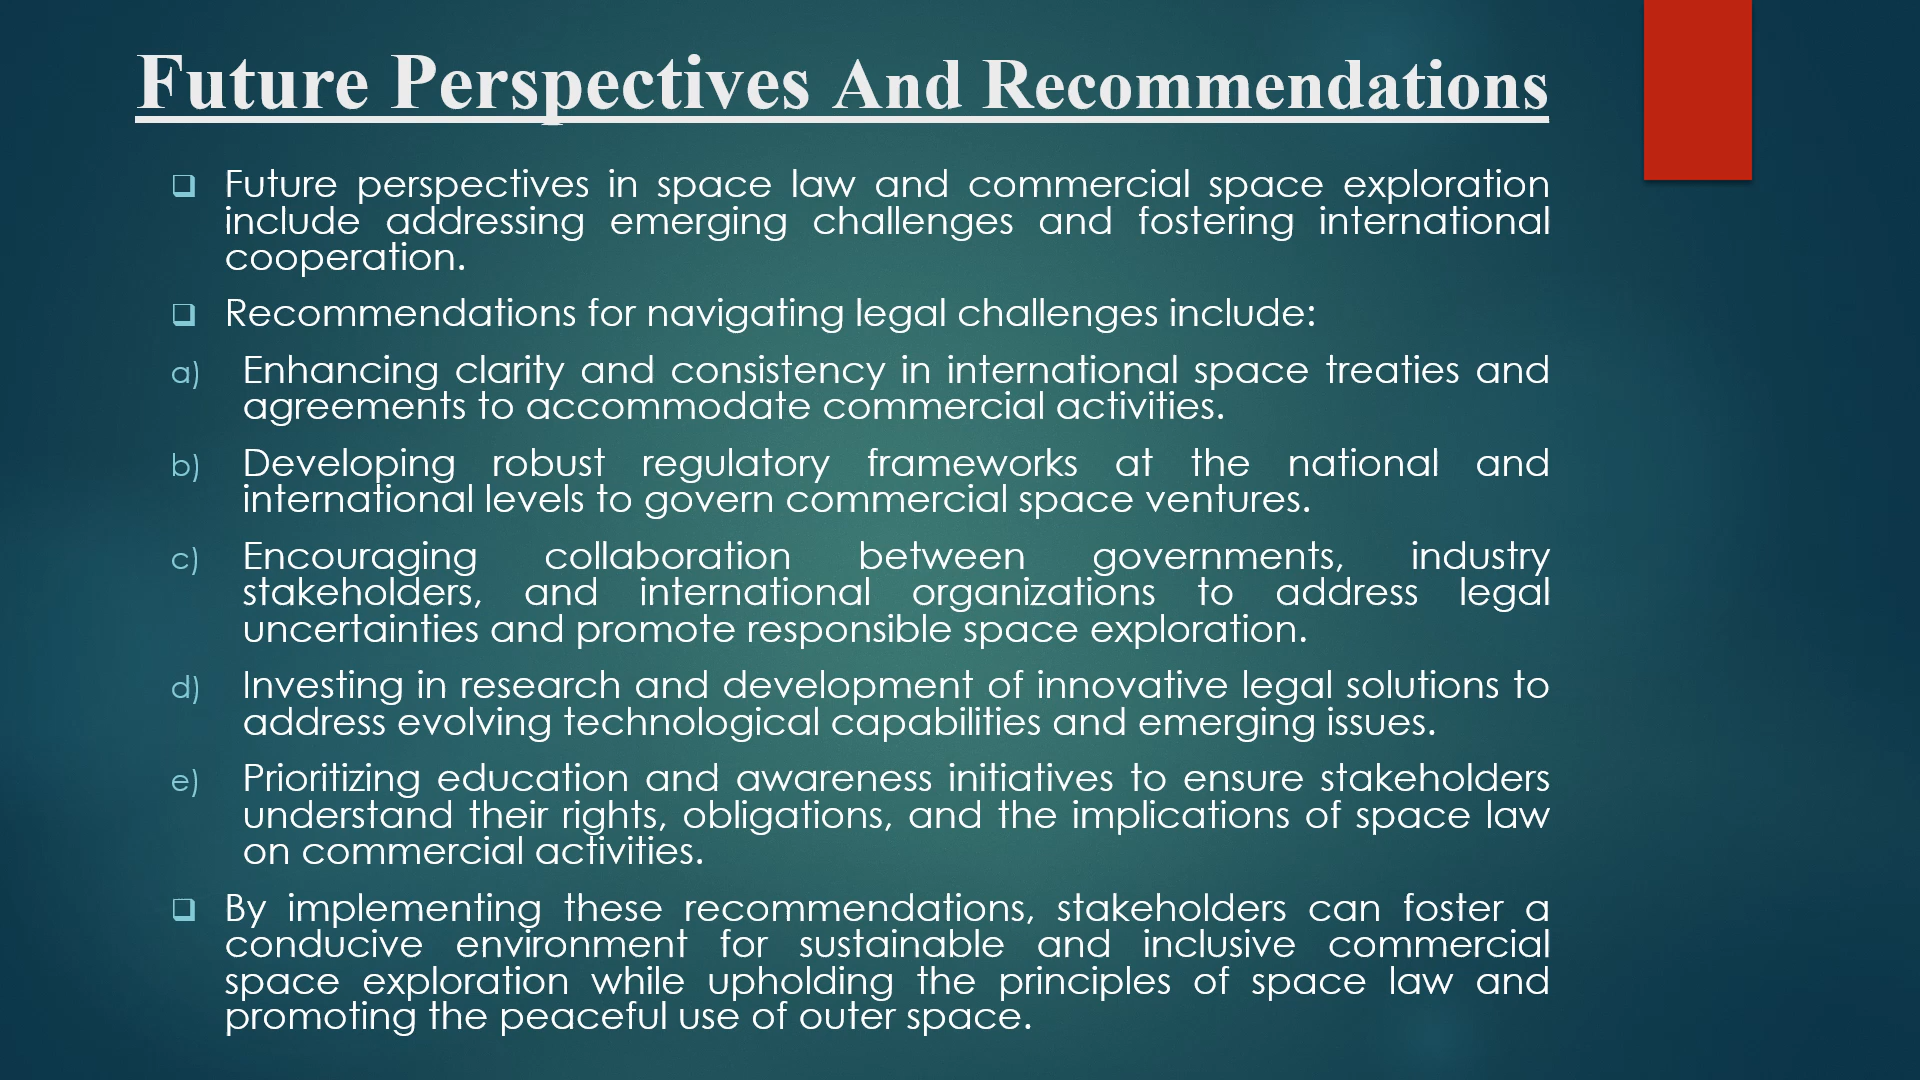 Future Perspectives And Recommendations
❑ Future perspectives in space law and commercial space exploration
include addressing emerging challenges and fostering international
cooperation.
❑ Recommendations for navigating legal challenges include:
a) Enhancing clarity and consistency in international space treaties and
agreements to accommodate commercial activities.
b) Developing robust regulatory frameworks at the national and
international levels to govern commercial space ventures.
c) Encouraging collaboration between governments, industry
stakeholders, and international organizations to address legal
uncertainties and promote responsible space exploration.
d) Investing in research and development of innovative legal solutions to
address evolving technological capabilities and emerging issues.
e) Prioritizing education and awareness initiatives to ensure stakeholders
understand their rights, obligations, and the implications of space law
on commercial activities.
❑ By implementing these recommendations, stakeholders can foster a
conducive environment for sustainable and inclusive commercial
space exploration while upholding the principles of space law and
promoting the peaceful use of outer space.